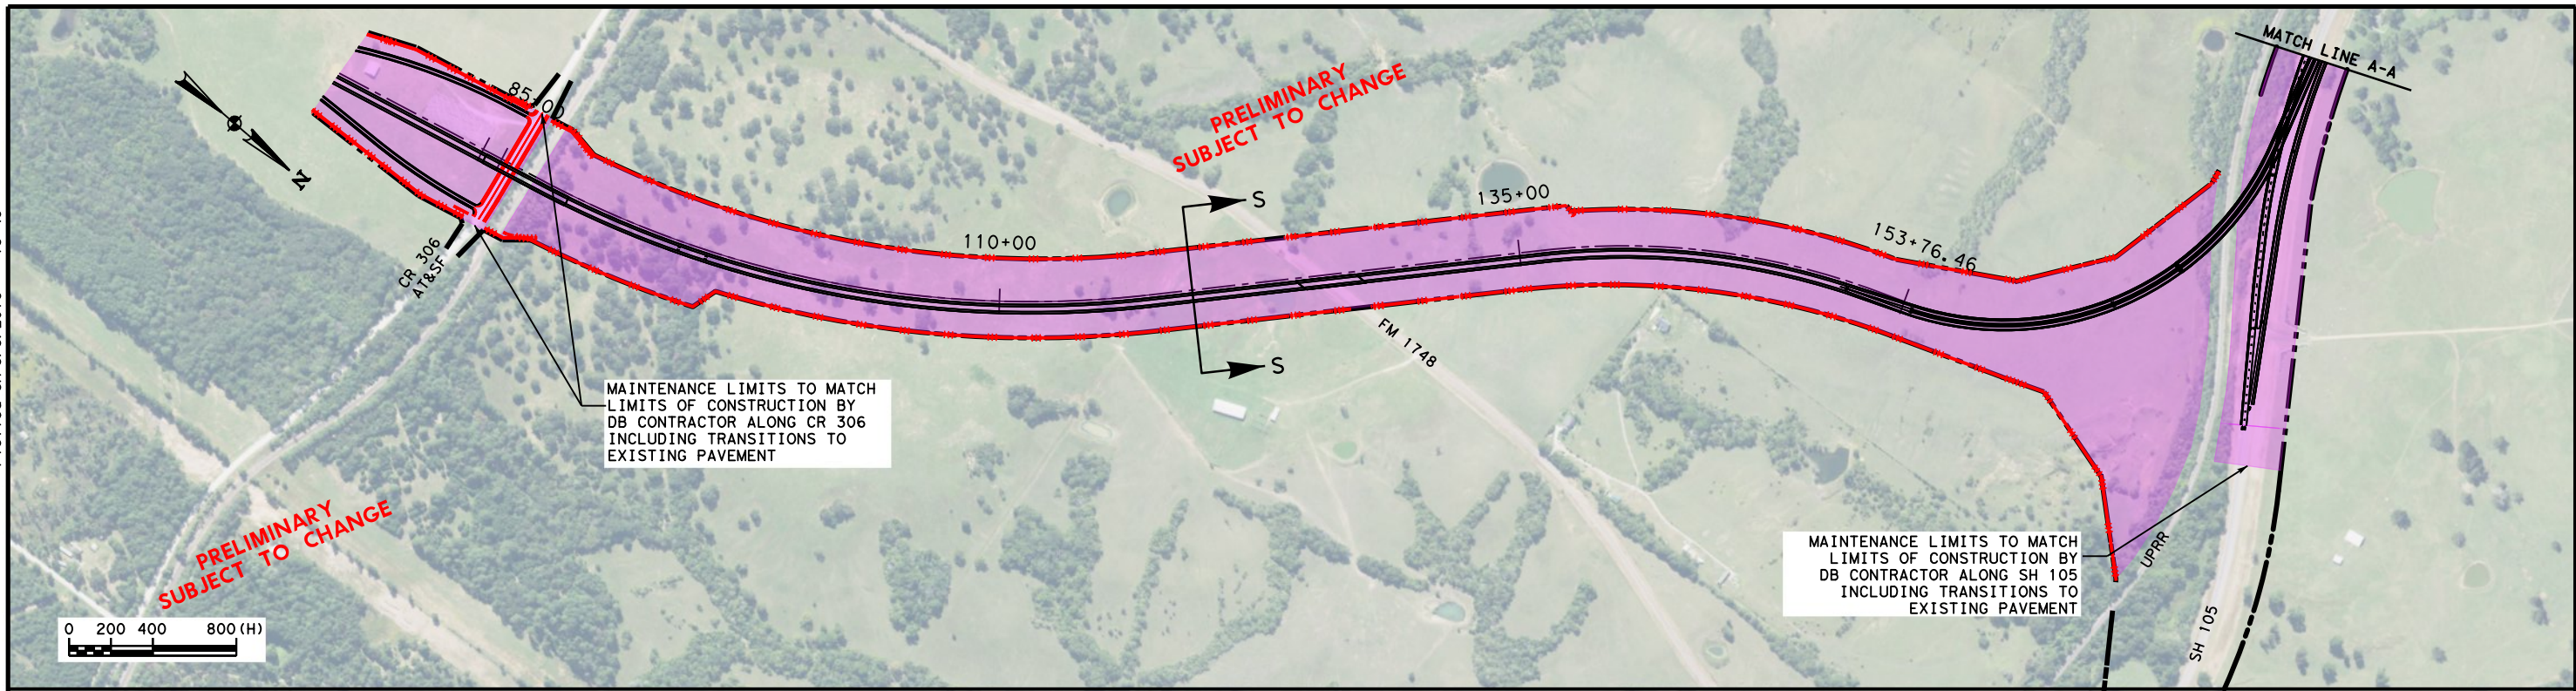 MATCH LINE A-A
85+00
N
PRELIMINARY
SUBJECT TO CHANGE
S
135+00
110+00
153+76.46
CR 306
AT&SF
FM 1748
S
MAINTENANCE LIMITS TO MATCH
LIMITS OF CONSTRUCTION BY
DB CONTRACTOR ALONG CR 306
INCLUDING TRANSITIONS TO
EXISTING PAVEMENT
PRELIMINARY
SUBJECT TO CHANGE
MAINTENANCE LIMITS TO MATCH
LIMITS OF CONSTRUCTION BY
DB CONTRACTOR ALONG SH 105
INCLUDING TRANSITIONS TO
EXISTING PAVEMENT
UPRR
SH 105
0 200 400 800(H)